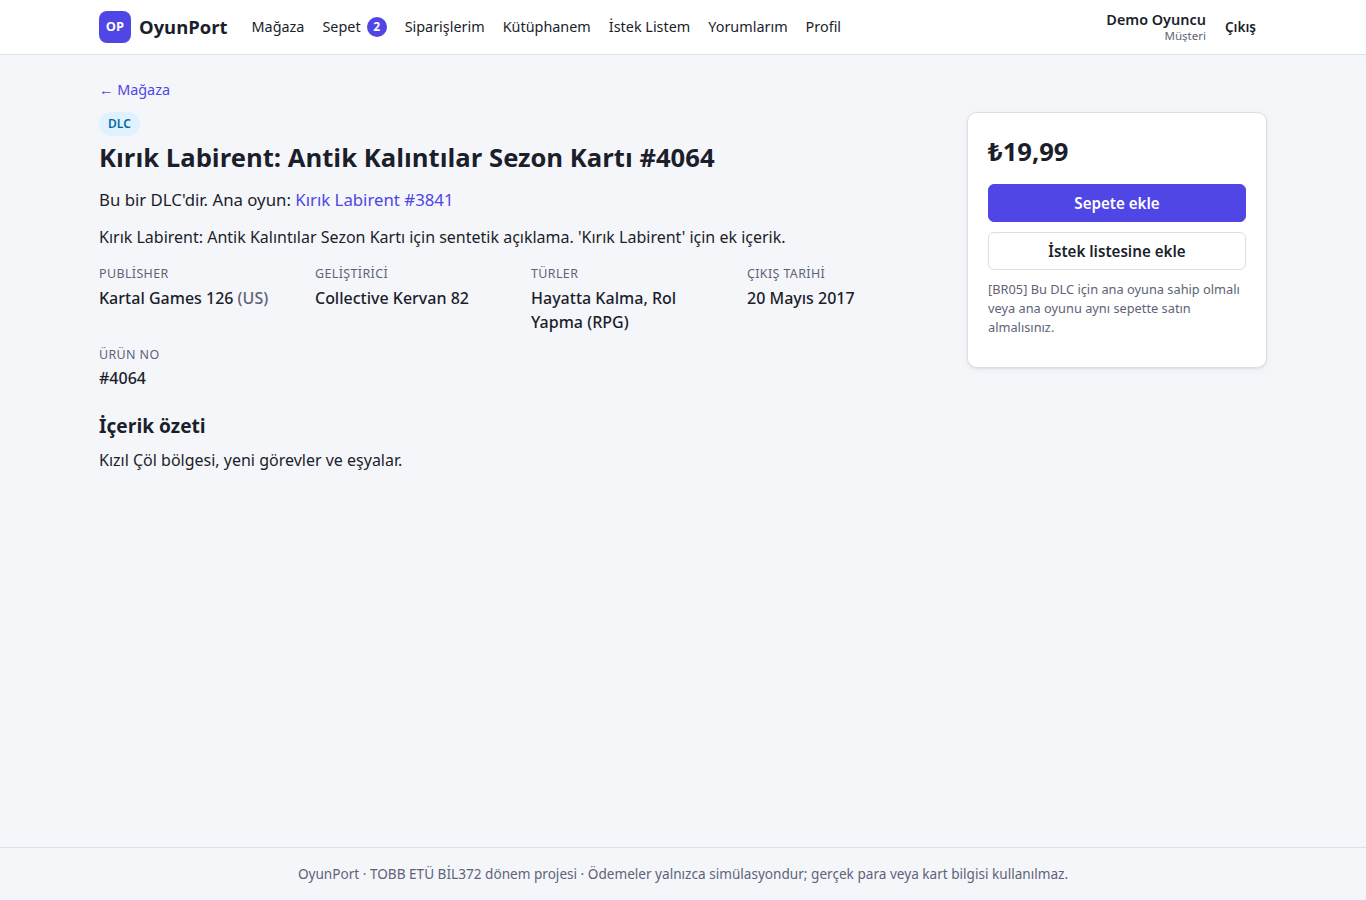 OP OyunPort Mağaza Sepet 2 Siparişlerim Kütüphanem İstek Listem Yorumlarım Profil Demo Oyuncu Çıkış
Müşteri
← Mağaza
DLC
Kırık Labirent: Antik Kalıntılar Sezon Kartı #4064
Bu bir DLC'dir. Ana oyun: Kırık Labirent #3841
Kırık Labirent: Antik Kalıntılar Sezon Kartı için sentetik açıklama. 'Kırık Labirent' için ek içerik.
PUBLİSHER
Kartal Games 126 (US)
GELİŞTİRİCİ
Collective Kervan 82
TÜRLER
Hayatta Kalma, Rol
Yapma (RPG)
ÇIKIŞ TARİHİ
20 Mayıs 2017
ÜRÜN NO
#4064
İçerik özeti
Kızıl Çöl bölgesi, yeni görevler ve eşyalar.
₺19,99
Sepete ekle
İstek listesine ekle
[BR05] Bu DLC için ana oyuna sahip olmalı
veya ana oyunu aynı sepette satın
almalısınız.
OyunPort · TOBB ETÜ BİL372 dönem projesi · Ödemeler yalnızca simülasyondur; gerçek para veya kart bilgisi kullanılmaz.